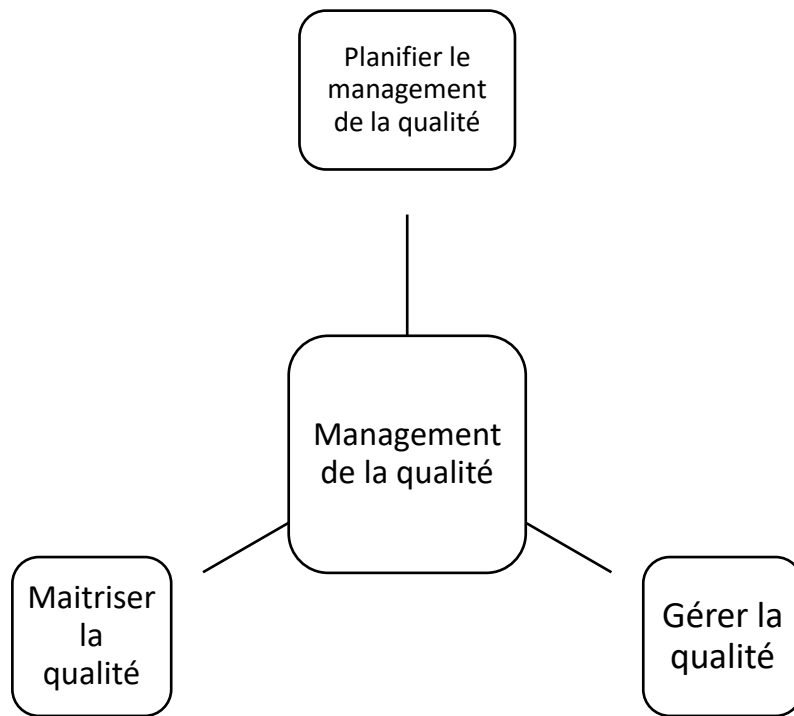 Planifier le
management
de la qualité
Management
de la qualité
Maitriser
la
qualité
Gérer la
qualité